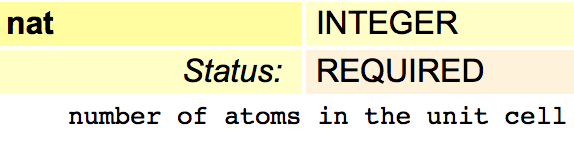 nat INTEGER
Status: REQUIRED
number of atoms in the unit cell